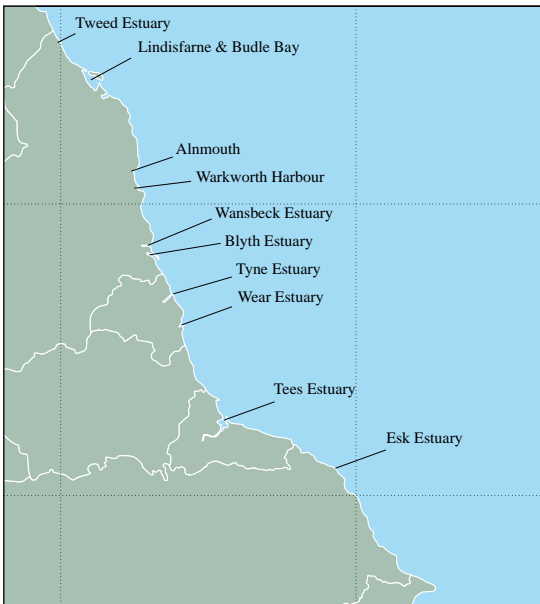 Tweed Estuary
Lindisfarne & Budle Bay
Alnmouth
Warkworth Harbour
Wansbeck Estuary
Blyth Estuary
Tyne Estuary
Wear Estuary
Tees Estuary
Esk Estuary